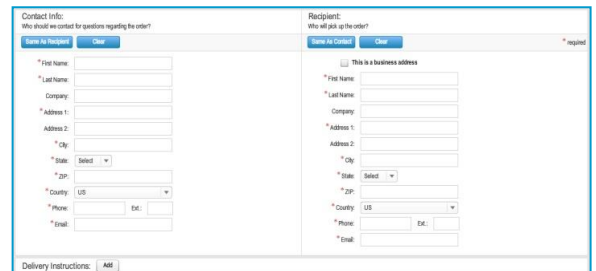 Contact Info:
Who should we contact for questions regarding the order?
Same As Recipient Clear
* First Name:
* Last Name:
Company:
* Address 1:
Address 2:
* City:
* State: Select
* ZIP:
* Country: US
* Phone: Ext.:
* Email:
Recipient:
Who will pick up the order?
Same As Contact Clear * required
This is a business address
* First Name:
* Last Name:
Company:
* Address 1:
Address 2:
* City:
* State: Select
* ZIP:
* Country: US
* Phone: Ext.:
* Email:
Delivery Instructions: Add